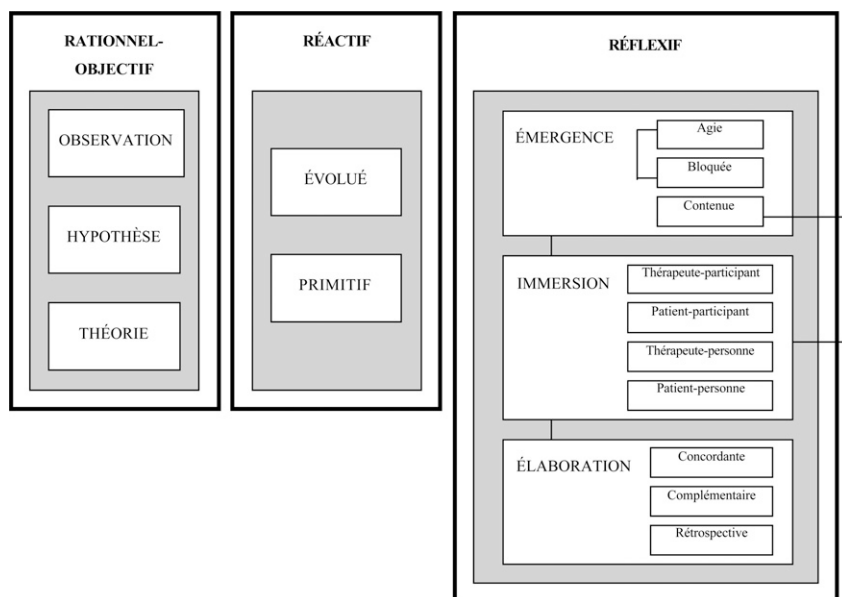 RATIONNEL-
OBJECTIF
OBSERVATION
HYPOTHÈSE
THÉORIE
RÉACTIF
ÉVOLUÉ
PRIMITIF
RÉFLEXIF
ÉMERGENCE
Agie
Bloquée
Contenue
IMMERSION
Thérapeute-participant
Patient-participant
Thérapeute-personne
Patient-personne
ÉLABORATION
Concordante
Complémentaire
Rétrospective